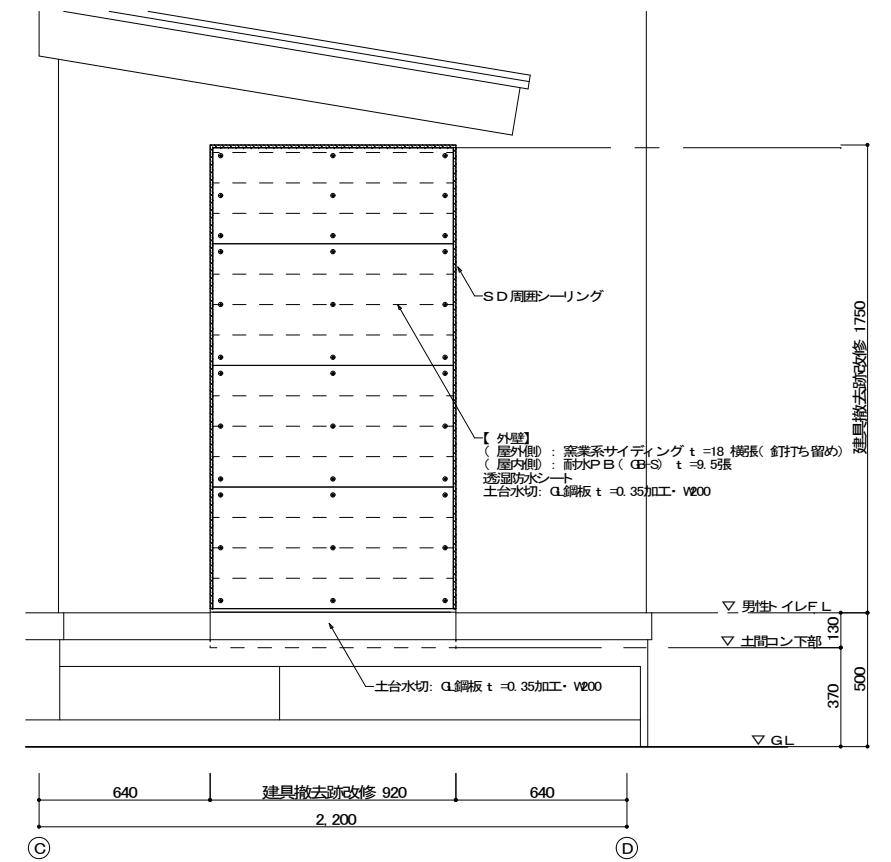 SD周囲シーリング
建具撤去跡改修 1750
【 外壁】
( 屋外側) : 窯業系サイディング t =18 横張( 釘打ち留め)
( 屋内側) : 耐水PB( GB-S) t =9.5張
透湿防水シート
土台水切: GL鋼板 t =0.35加工・ W200
▽ 男性トイレFL
130
▽ 土間コン下部
土台水切: GL鋼板 t =0.35加工・ W200
370
500
▽ GL
640
建具撤去跡改修 920
640
2,200
C
D